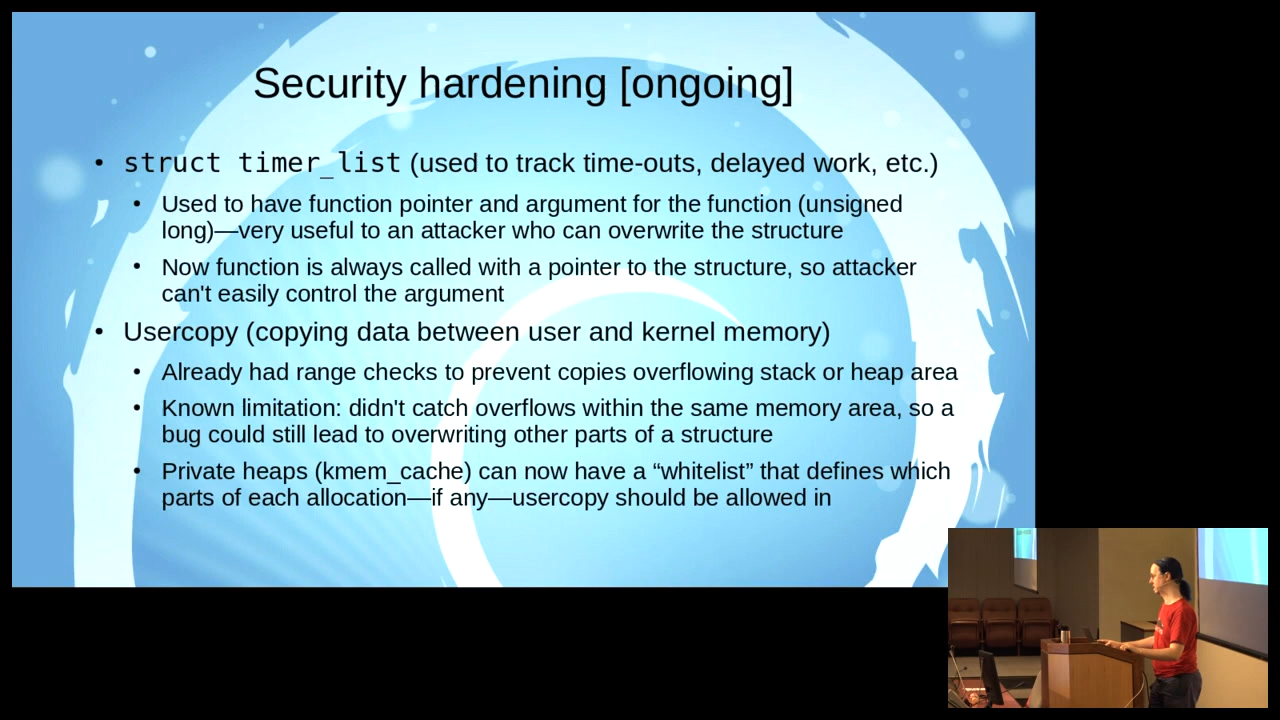 Security hardening [ongoing]
• struct timer_list (used to track time-outs, delayed work, etc.)
• Used to have function pointer and argument for the function (unsigned
long)—very useful to an attacker who can overwrite the structure
• Now function is always called with a pointer to the structure, so attacker
can't easily control the argument
• Usercopy (copying data between user and kernel memory)
• Already had range checks to prevent copies overflowing stack or heap area
• Known limitation: didn't catch overflows within the same memory area, so a
bug could still lead to overwriting other parts of a structure
• Private heaps (kmem_cache) can now have a “whitelist” that defines which
parts of each allocation—if any—usercopy should be allowed in